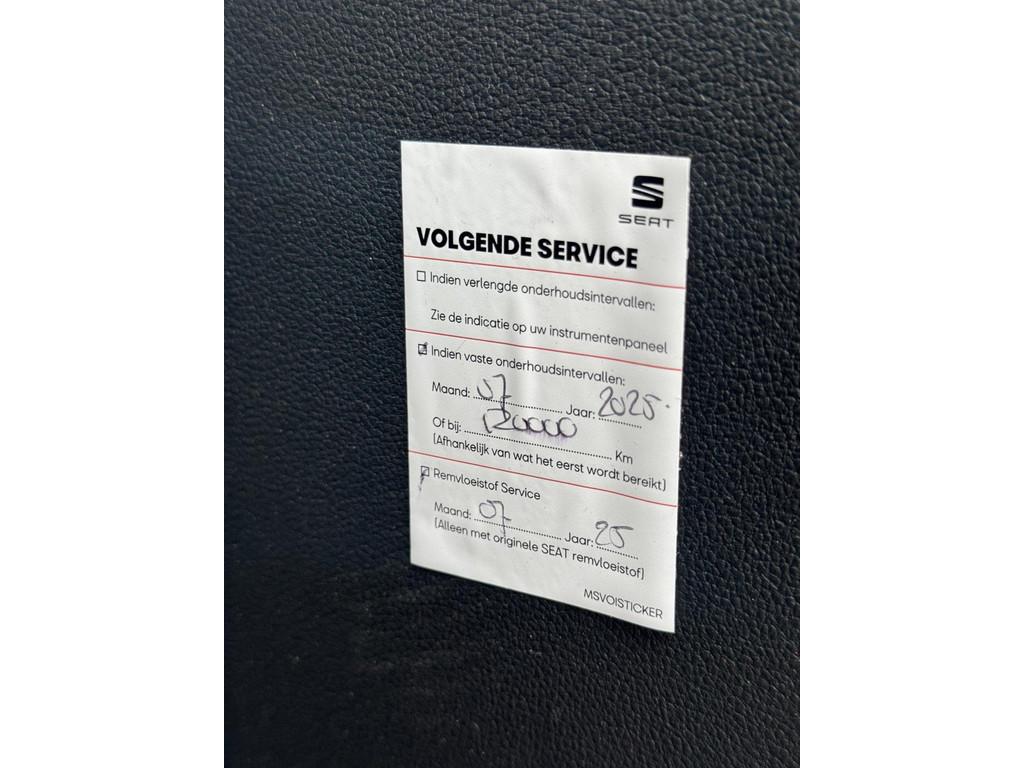 SEAT
VOLGENDE SERVICE
Indien verlengde onderhoudsintervallen:
Zie de indicatie op uw instrumentenpaneel
Indien vaste onderhoudsintervallen:
Maand: 07 Jaar: 2025
Of bij: 120000 Km
(Afhankelijk van wat het eerst wordt bereikt)
Remvloeistof Service
Maand: 07 Jaar: 25
(Alleen met originele SEAT remvloeistof)
MSVOISTICKER